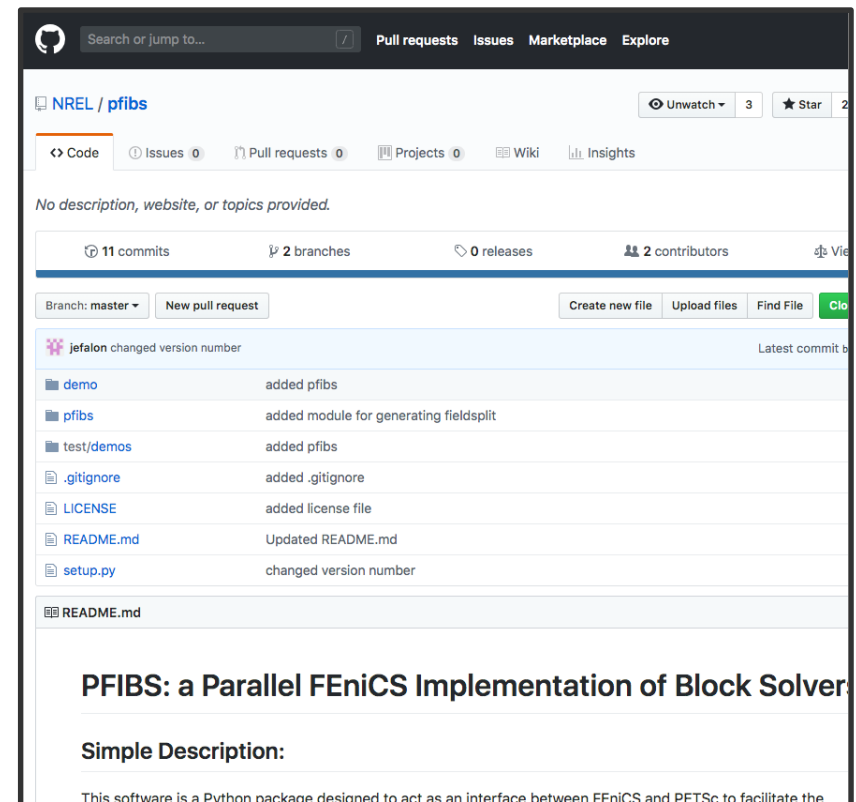 Search or jump to... / Pull requests Issues Marketplace Explore
NREL / pfibs Unwatch 3 Star 2
<> Code Issues 0 Pull requests 0 Projects 0 Wiki Insights
No description, website, or topics provided.
11 commits 2 branches 0 releases 2 contributors Vie
Branch: master New pull request Create new file Upload files Find File Clo
jefalon changed version number Latest commit b
demo added pfibs
pfibs added module for generating fieldsplit
test/demos added pfibs
.gitignore added .gitignore
LICENSE added license file
README.md Updated README.md
setup.py changed version number
README.md
PFIBS: a Parallel FEniCS Implementation of Block Solvers
Simple Description:
This software is a Python package designed to act as an interface between FEniCS and PETSc to facilitate the